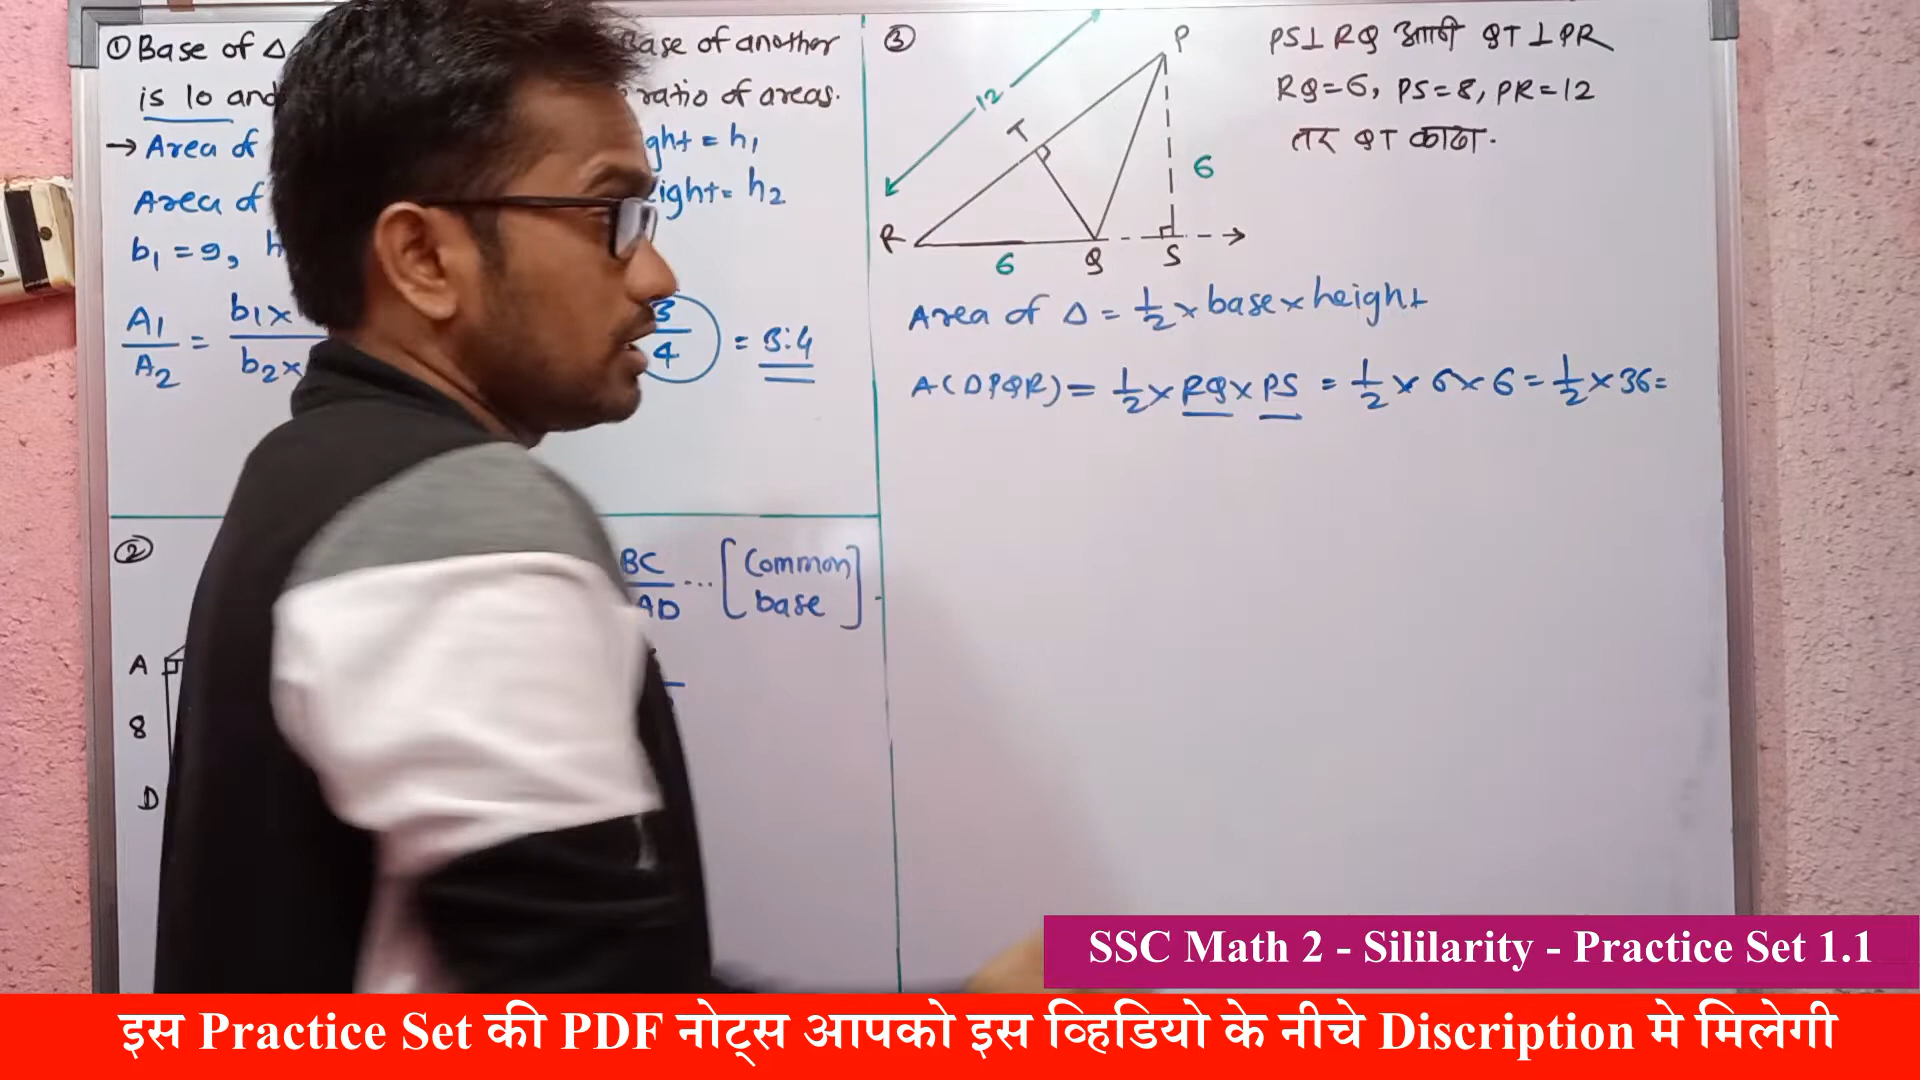 ① Base of Δ
Base of another
is 10 and
ratio of areas.
→ Area of
ght = h₁
Area of
eight = h₂
b₁ = 9, h
A₁/A₂ = b₁×/b₂×
3/4 = 3:4
②
BC/AD ... [Common base]
A
8
D
③
P
12
T
6
R
6
Q
S
PS⊥RQ आणि QT⊥PR
RQ=6, PS=8, PR=12
तर QT काढा.
Area of Δ = 1/2 × base × height
A(ΔPQR) = 1/2 × RQ × PS = 1/2 × 6 × 6 = 1/2 × 36 =
SSC Math 2 - Sililarity - Practice Set 1.1
इस Practice Set की PDF नोट्स आपको इस व्हिडियो के नीचे Discription मे मिलेगी